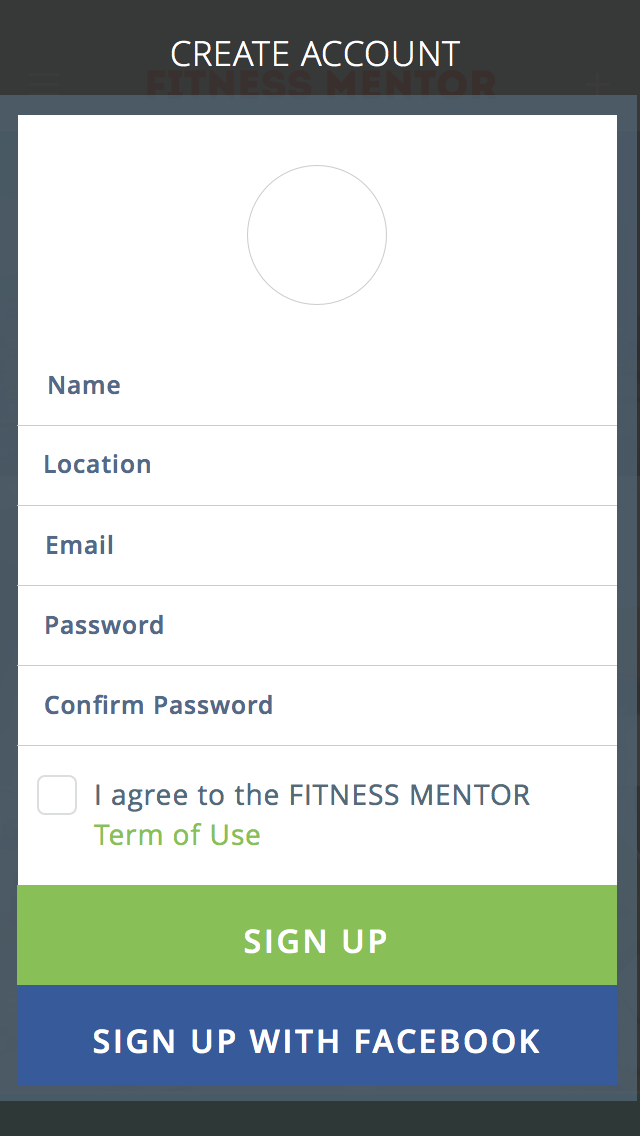 CREATE ACCOUNT
FITNESS MENTOR
Name
Location
Email
Password
Confirm Password
I agree to the FITNESS MENTOR
Term of Use
SIGN UP
SIGN UP WITH FACEBOOK